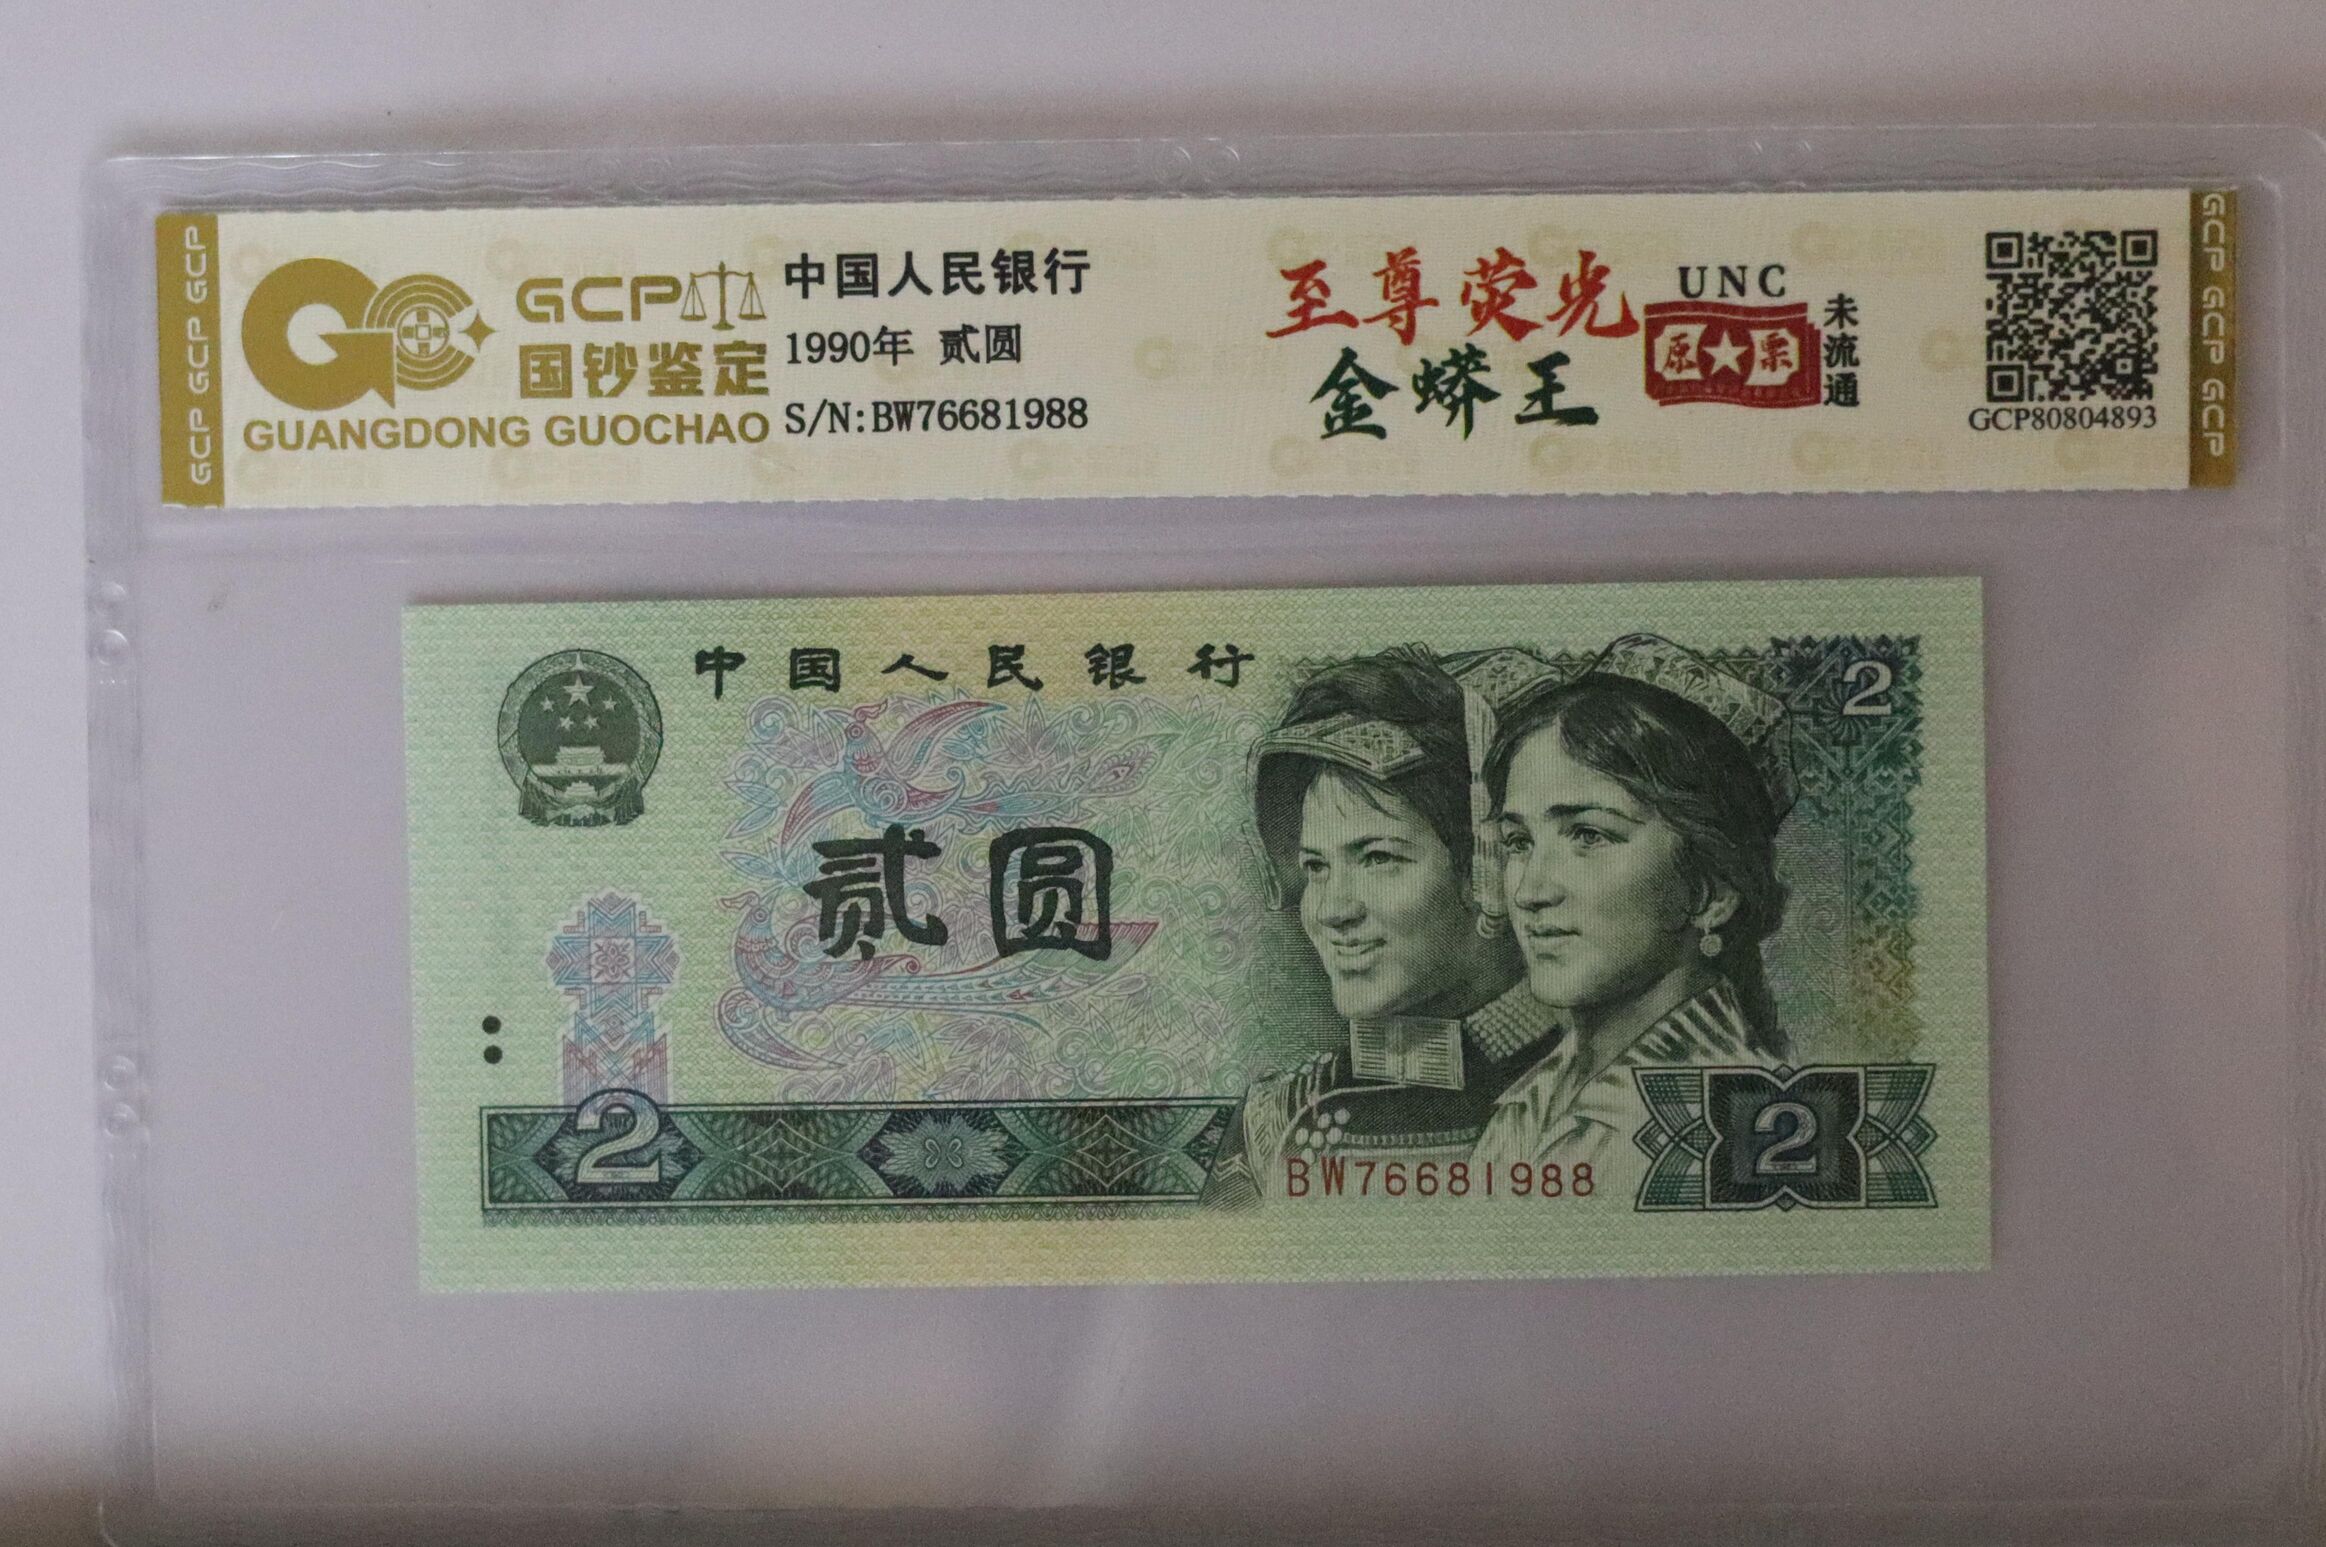 GCP GCP GCP
GCP
国钞鉴定
GUANGDONG GUOCHAO
中国人民银行
1990年 贰圆
S/N:BW76681988
至尊荧光
金蟒王
UNC
原票
未流通
GCP80804893
GCP GCP GCP
中国人民银行
2
贰圆
2
BW76681988
2